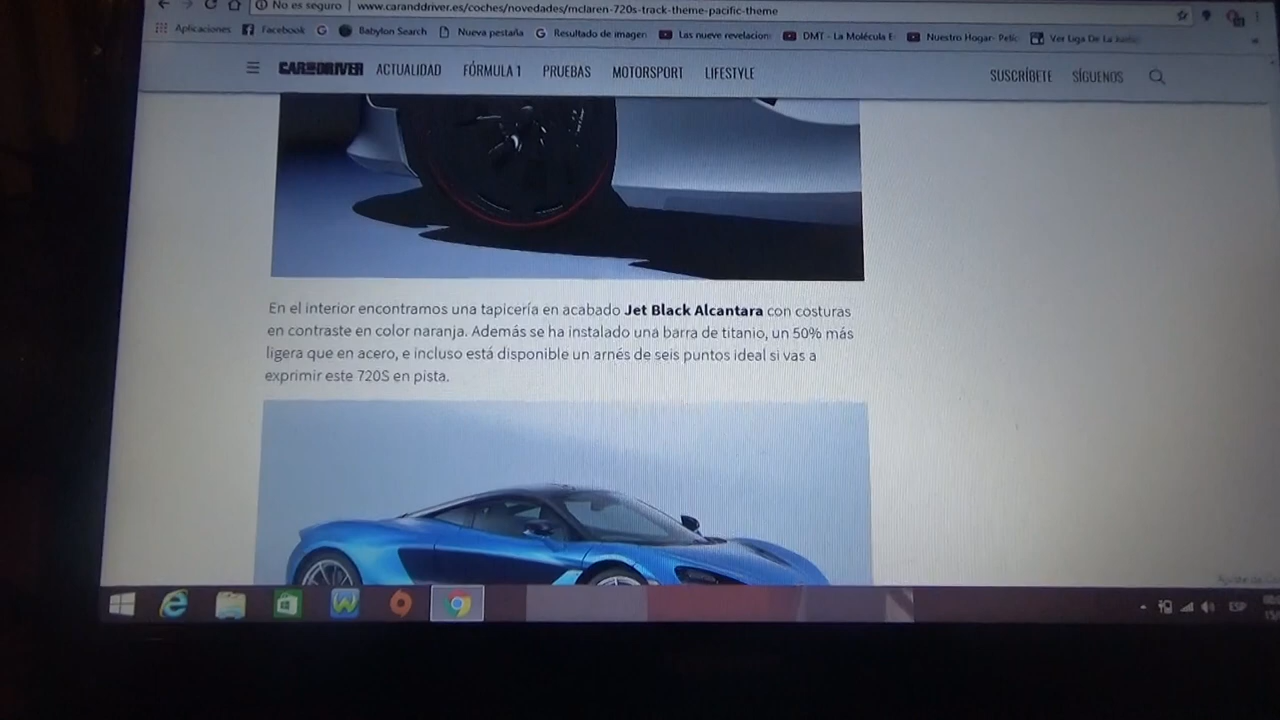 No es seguro | www.caranddriver.es/coches/novedades/mclaren-720s-track-theme-pacific-theme
Aplicaciones Facebook Babylon Search Nueva pestaña Resultado de imagen Las nueve revelacion DMT - La Molécula E Nuestro Hogar- Pelic Ver Liga De La Justic
CAR AND DRIVER ACTUALIDAD FÓRMULA 1 PRUEBAS MOTORSPORT LIFESTYLE SUSCRÍBETE SÍGUENOS
En el interior encontramos una tapicería en acabado Jet Black Alcantara con costuras
en contraste en color naranja. Además se ha instalado una barra de titanio, un 50% más
ligera que en acero, e incluso está disponible un arnés de seis puntos ideal si vas a
exprimir este 720S en pista.
ESP